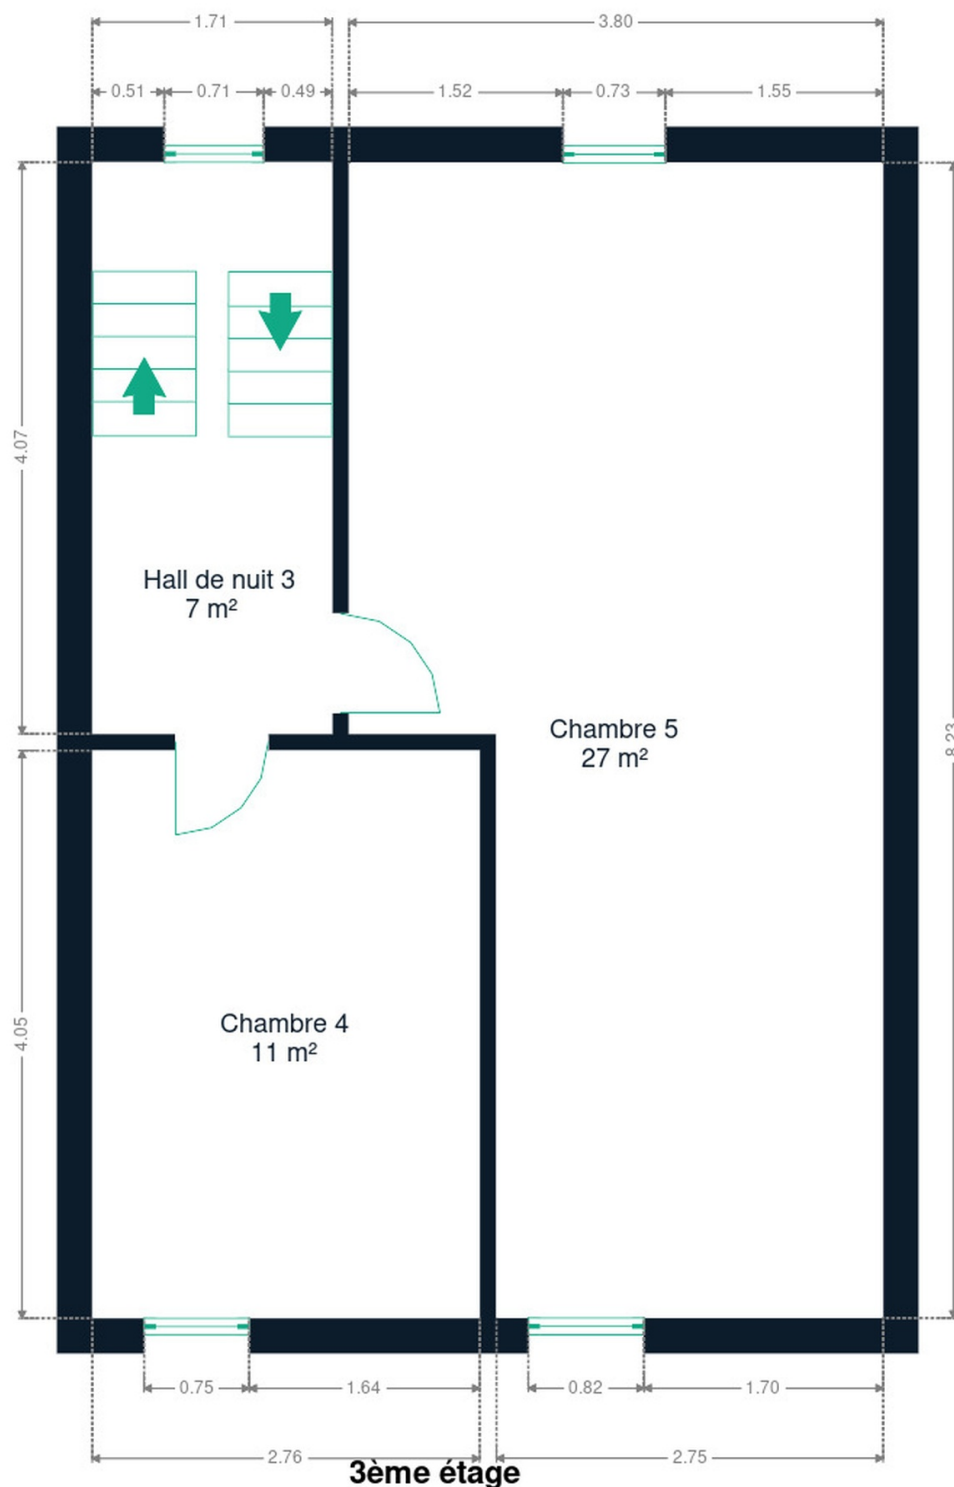 1.71 3.80
0.51 0.71 0.49 1.52 0.73 1.55
4.07
Hall de nuit 3
7 m²
Chambre 5
27 m²
8.23
Chambre 4
11 m²
4.05
0.75 1.64 0.82 1.70
2.76 2.75
3ème étage